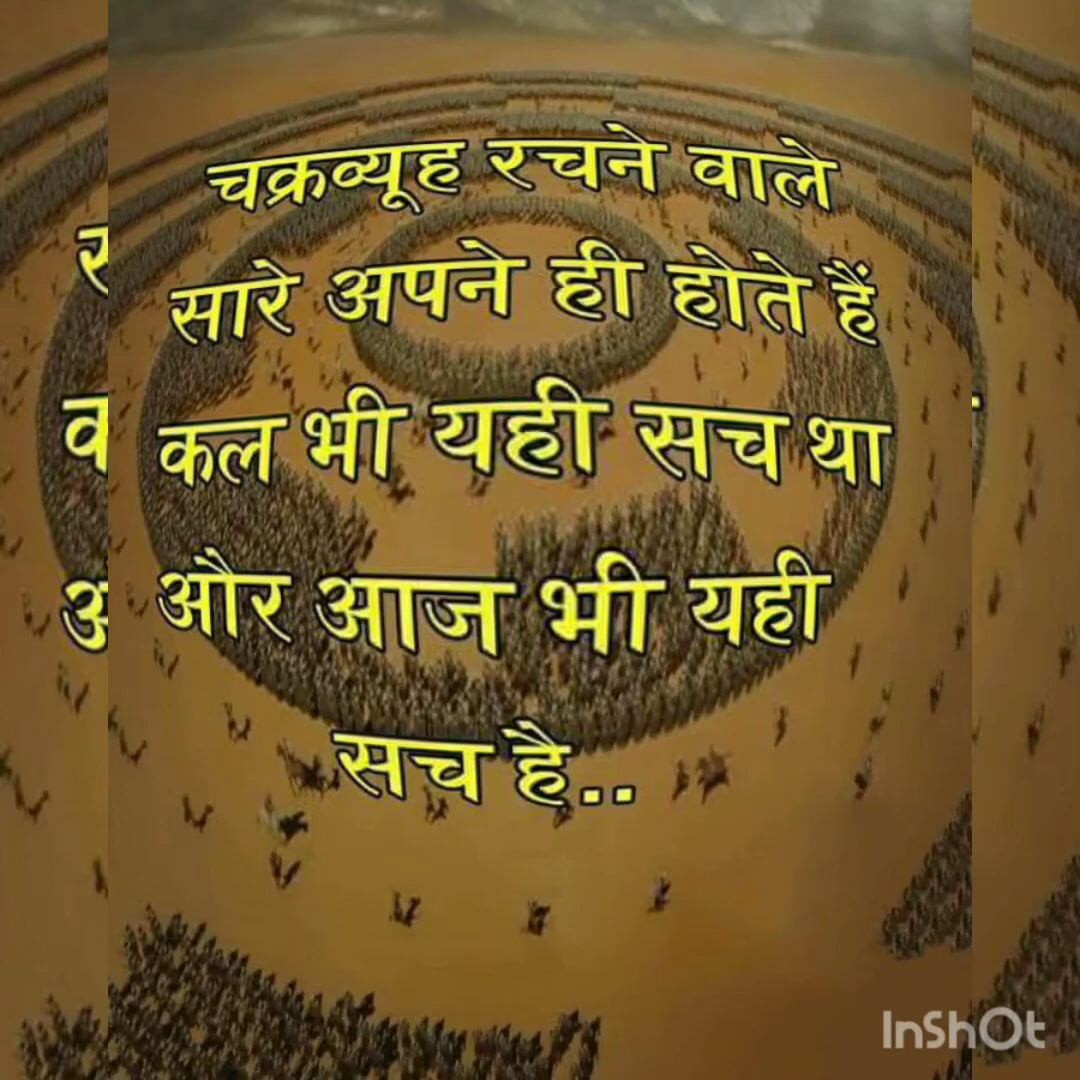 चक्रव्यूह रचने वाले
सारे अपने ही होते हैं
कल भी यही सच था
और आज भी यही
सच है..
InShOt